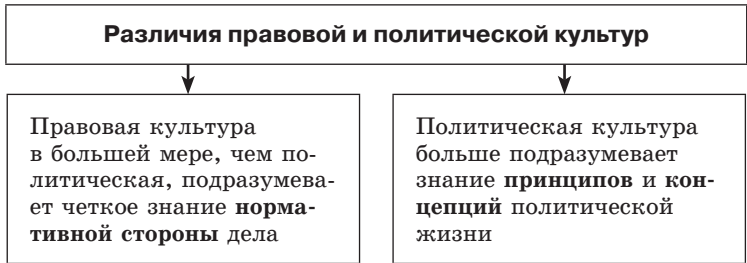 Различия правовой и политической культур
Правовая культура
в большей мере, чем по-
литическая, подразумева-
ет четкое знание норма-
тивной стороны дела
Политическая культура
больше подразумевает
знание принципов и кон-
цепций политической
жизни